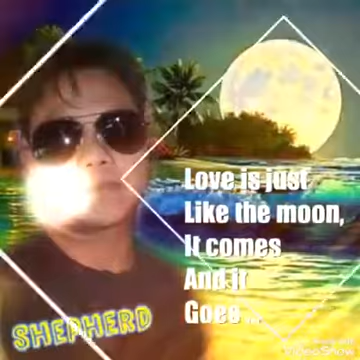 Love is just
Like the moon,
It comes
And it
Goes ...
SHEPHERD
VideoShow